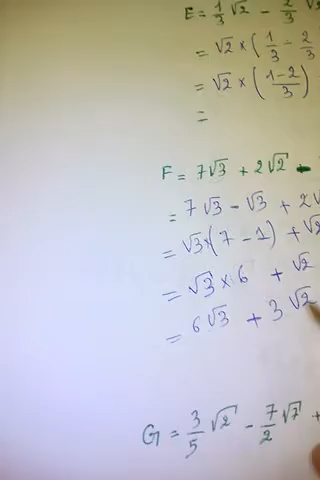 E = 1/3 √2 - 2/3 √2
= √2 × ( 1/3 - 2/3
= √2 × ( 1-2/3 )
=
F = 7√3 + 2√2 -
= 7√3 - √3 + 2√
= √3×( 7 - 1 ) + √2
= √3 × 6 + √2
= 6√3 + 3√2
G = 3/5 √2 - 7/2 √7 +